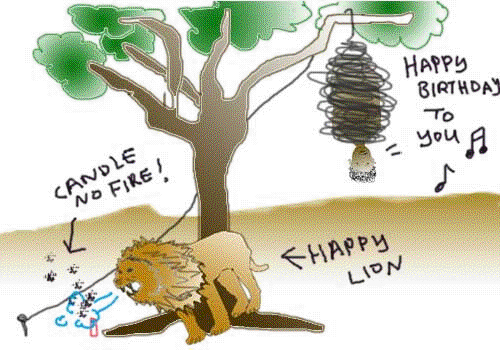 HAPPY
BIRTHDAY
TO
YOU
CANDLE
NO FIRE!
HAPPY
LION